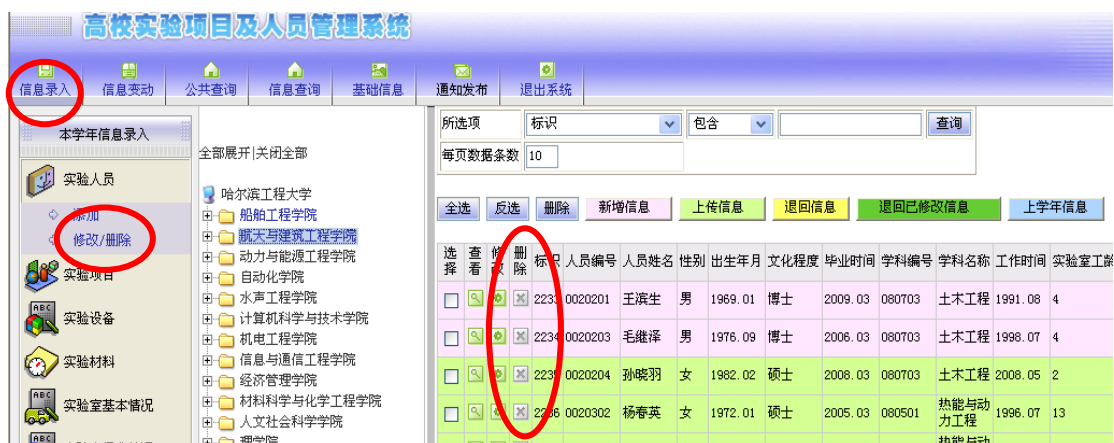 高校实验项目及人员管理系统
信息录入 信息变动 公共查询 信息查询 基础信息 通知发布 退出系统
本学年信息录入
实验人员
添加
修改/删除
实验项目
实验设备
实验材料
实验室基本情况
全部展开|关闭全部
哈尔滨工程大学
船舶工程学院
航天与建筑工程学院
动力与能源工程学院
自动化学院
水声工程学院
计算机科学与技术学院
机电工程学院
信息与通信工程学院
经济管理学院
材料科学与化学工程学院
人文社会科学学院
理学院
所选项 标识 包含 查询
每页数据条数 10
全选 反选 删除 新增信息 上传信息 退回信息 退回已修改信息 上学年信息
选择 查看 修改 删除 标识 人员编号 人员姓名 性别 出生年月 文化程度 毕业时间 学科编号 学科名称 工作时间 实验室工龄
2233 0020201 王滨生 男 1969.01 博士 2009.03 080703 土木工程 1991.08 4
2234 0020203 毛继泽 男 1976.09 博士 2006.03 080703 土木工程 1998.07 4
2235 0020204 孙晓羽 女 1982.02 硕士 2008.03 080703 土木工程 2008.05 2
2236 0020302 杨春英 女 1972.01 硕士 2005.03 080501 热能与动力工程 1996.07 13
热能与动